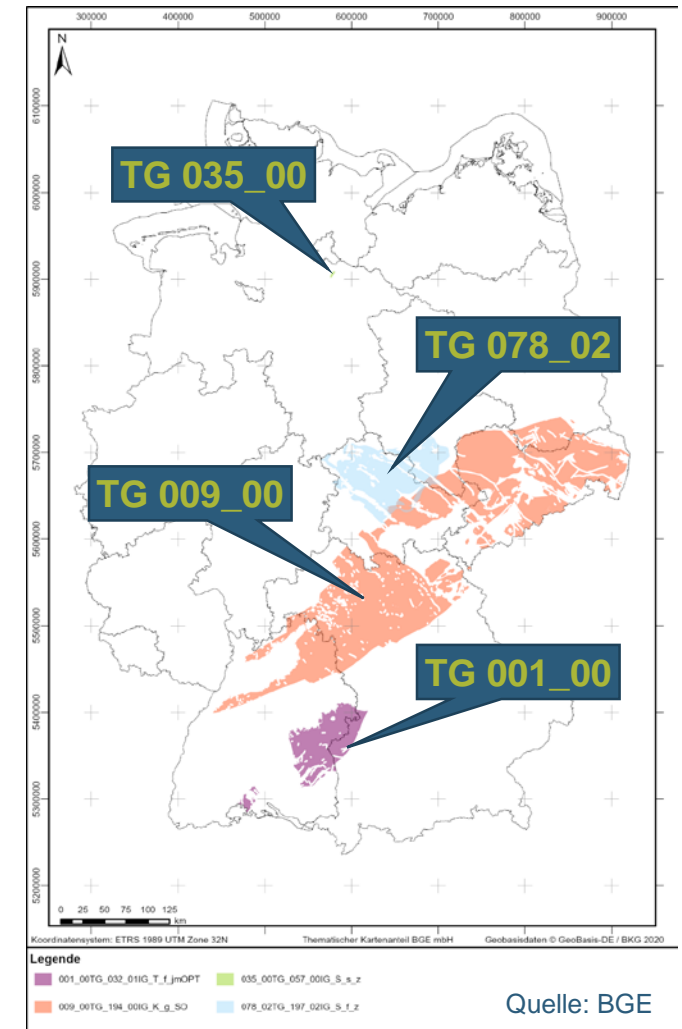 300000 400000 500000 600000 700000 800000 900000
N
6100000
6000000
5900000
5800000
5700000
5600000
5500000
5400000
5300000
5200000
TG 035_00
TG 078_02
TG 009_00
TG 001_00
0 25 50 75 100 125
km
Koordinatensystem: ETRS 1989 UTM Zone 32N Thematischer Kartenanteil BGE mbH Geobasisdaten © GeoBasis-DE / BKG 2020
Legende
001_00TG_032_01IG_T_f_jmOPT 035_00TG_057_00IG_S_s_z
009_00TG_194_00IG_K_g_SO 078_02TG_197_02IG_S_f_z
Quelle: BGE